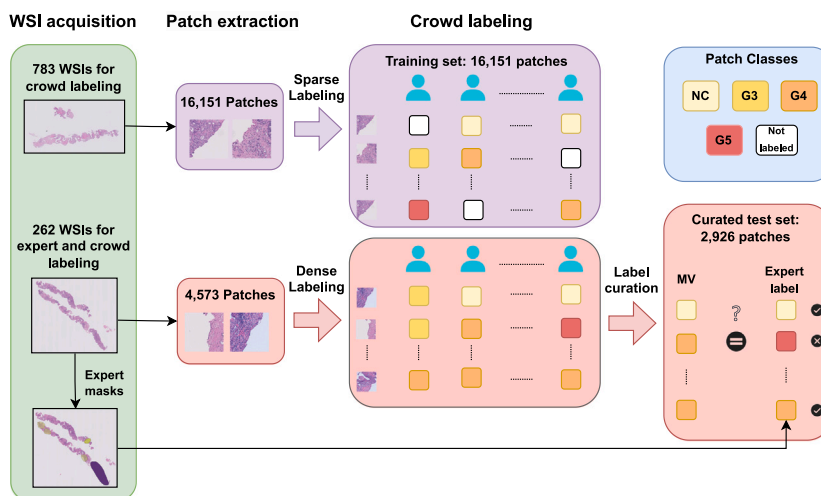 WSI acquisition
Patch extraction
Crowd labeling
783 WSIs for
crowd labeling
16,151 Patches
Sparse
Labeling
Training set: 16,151 patches
Patch Classes
NC
G3
G4
G5
Not
labeled
262 WSIs for
expert and crowd
labeling
4,573 Patches
Dense
Labeling
Label
curation
Curated test set:
2,926 patches
MV
Expert
label
?
=
Expert
masks